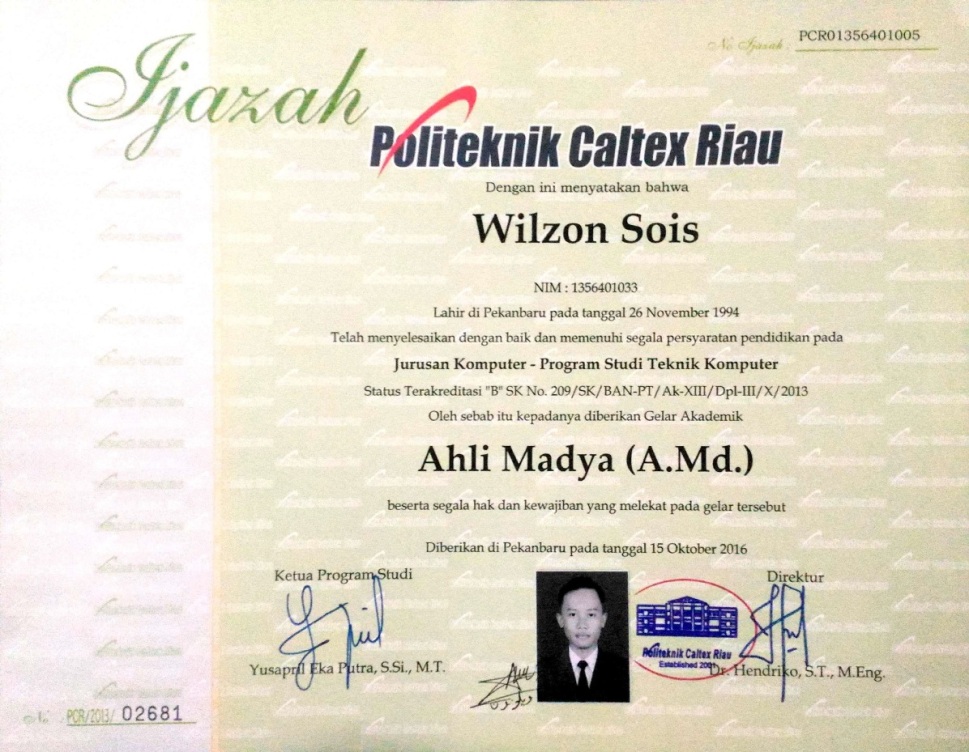 Ijazah
No Ijazah : PCR01356401005
Politeknik Caltex Riau
Dengan ini menyatakan bahwa
Wilzon Sois
NIM : 1356401033
Lahir di Pekanbaru pada tanggal 26 November 1994
Telah menyelesaikan dengan baik dan memenuhi segala persyaratan pendidikan pada
Jurusan Komputer - Program Studi Teknik Komputer
Status Terakreditasi "B" SK No. 209/SK/BAN-PT/Ak-XIII/Dpl-III/X/2013
Oleh sebab itu kepadanya diberikan Gelar Akademik
Ahli Madya (A.Md.)
beserta segala hak dan kewajiban yang melekat pada gelar tersebut
Diberikan di Pekanbaru pada tanggal 15 Oktober 2016
Ketua Program Studi
Direktur
Politeknik Caltex Riau
Established 2001
Yusapril Eka Putra, S.Si., M.T.
Dr. Hendriko, S.T., M.Eng.
PCR/2013/ 02681